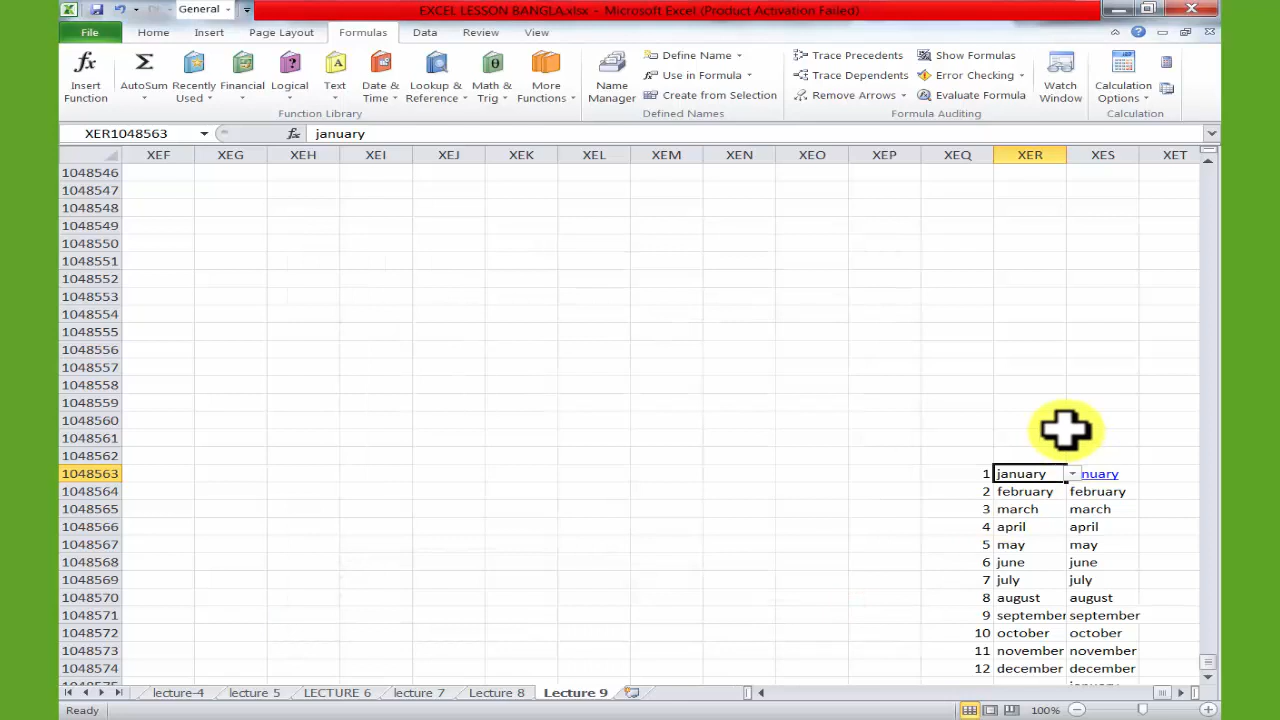 General
EXCEL LESSON BANGLA.xlsx - Microsoft Excel (Product Activation Failed)
File Home Insert Page Layout Formulas Data Review View
Insert Function
AutoSum
Recently Used
Financial
Logical
Text
Date & Time
Lookup & Reference
Math & Trig
More Functions
Function Library
Name Manager
Define Name
Use in Formula
Create from Selection
Defined Names
Trace Precedents
Trace Dependents
Remove Arrows
Show Formulas
Error Checking
Evaluate Formula
Formula Auditing
Watch Window
Calculation Options
Calculation
XER1048563 fx january
XEF XEG XEH XEI XEJ XEK XEL XEM XEN XEO XEP XEQ XER XES XET
1048546
1048547
1048548
1048549
1048550
1048551
1048552
1048553
1048554
1048555
1048556
1048557
1048558
1048559
1048560
1048561
1048562
1048563 1 january nuary
1048564 2 february february
1048565 3 march march
1048566 4 april april
1048567 5 may may
1048568 6 june june
1048569 7 july july
1048570 8 august august
1048571 9 september september
1048572 10 october october
1048573 11 november november
1048574 12 december december
lecture-4 lecture 5 LECTURE 6 lecture 7 Lecture 8 Lecture 9
Ready 100%